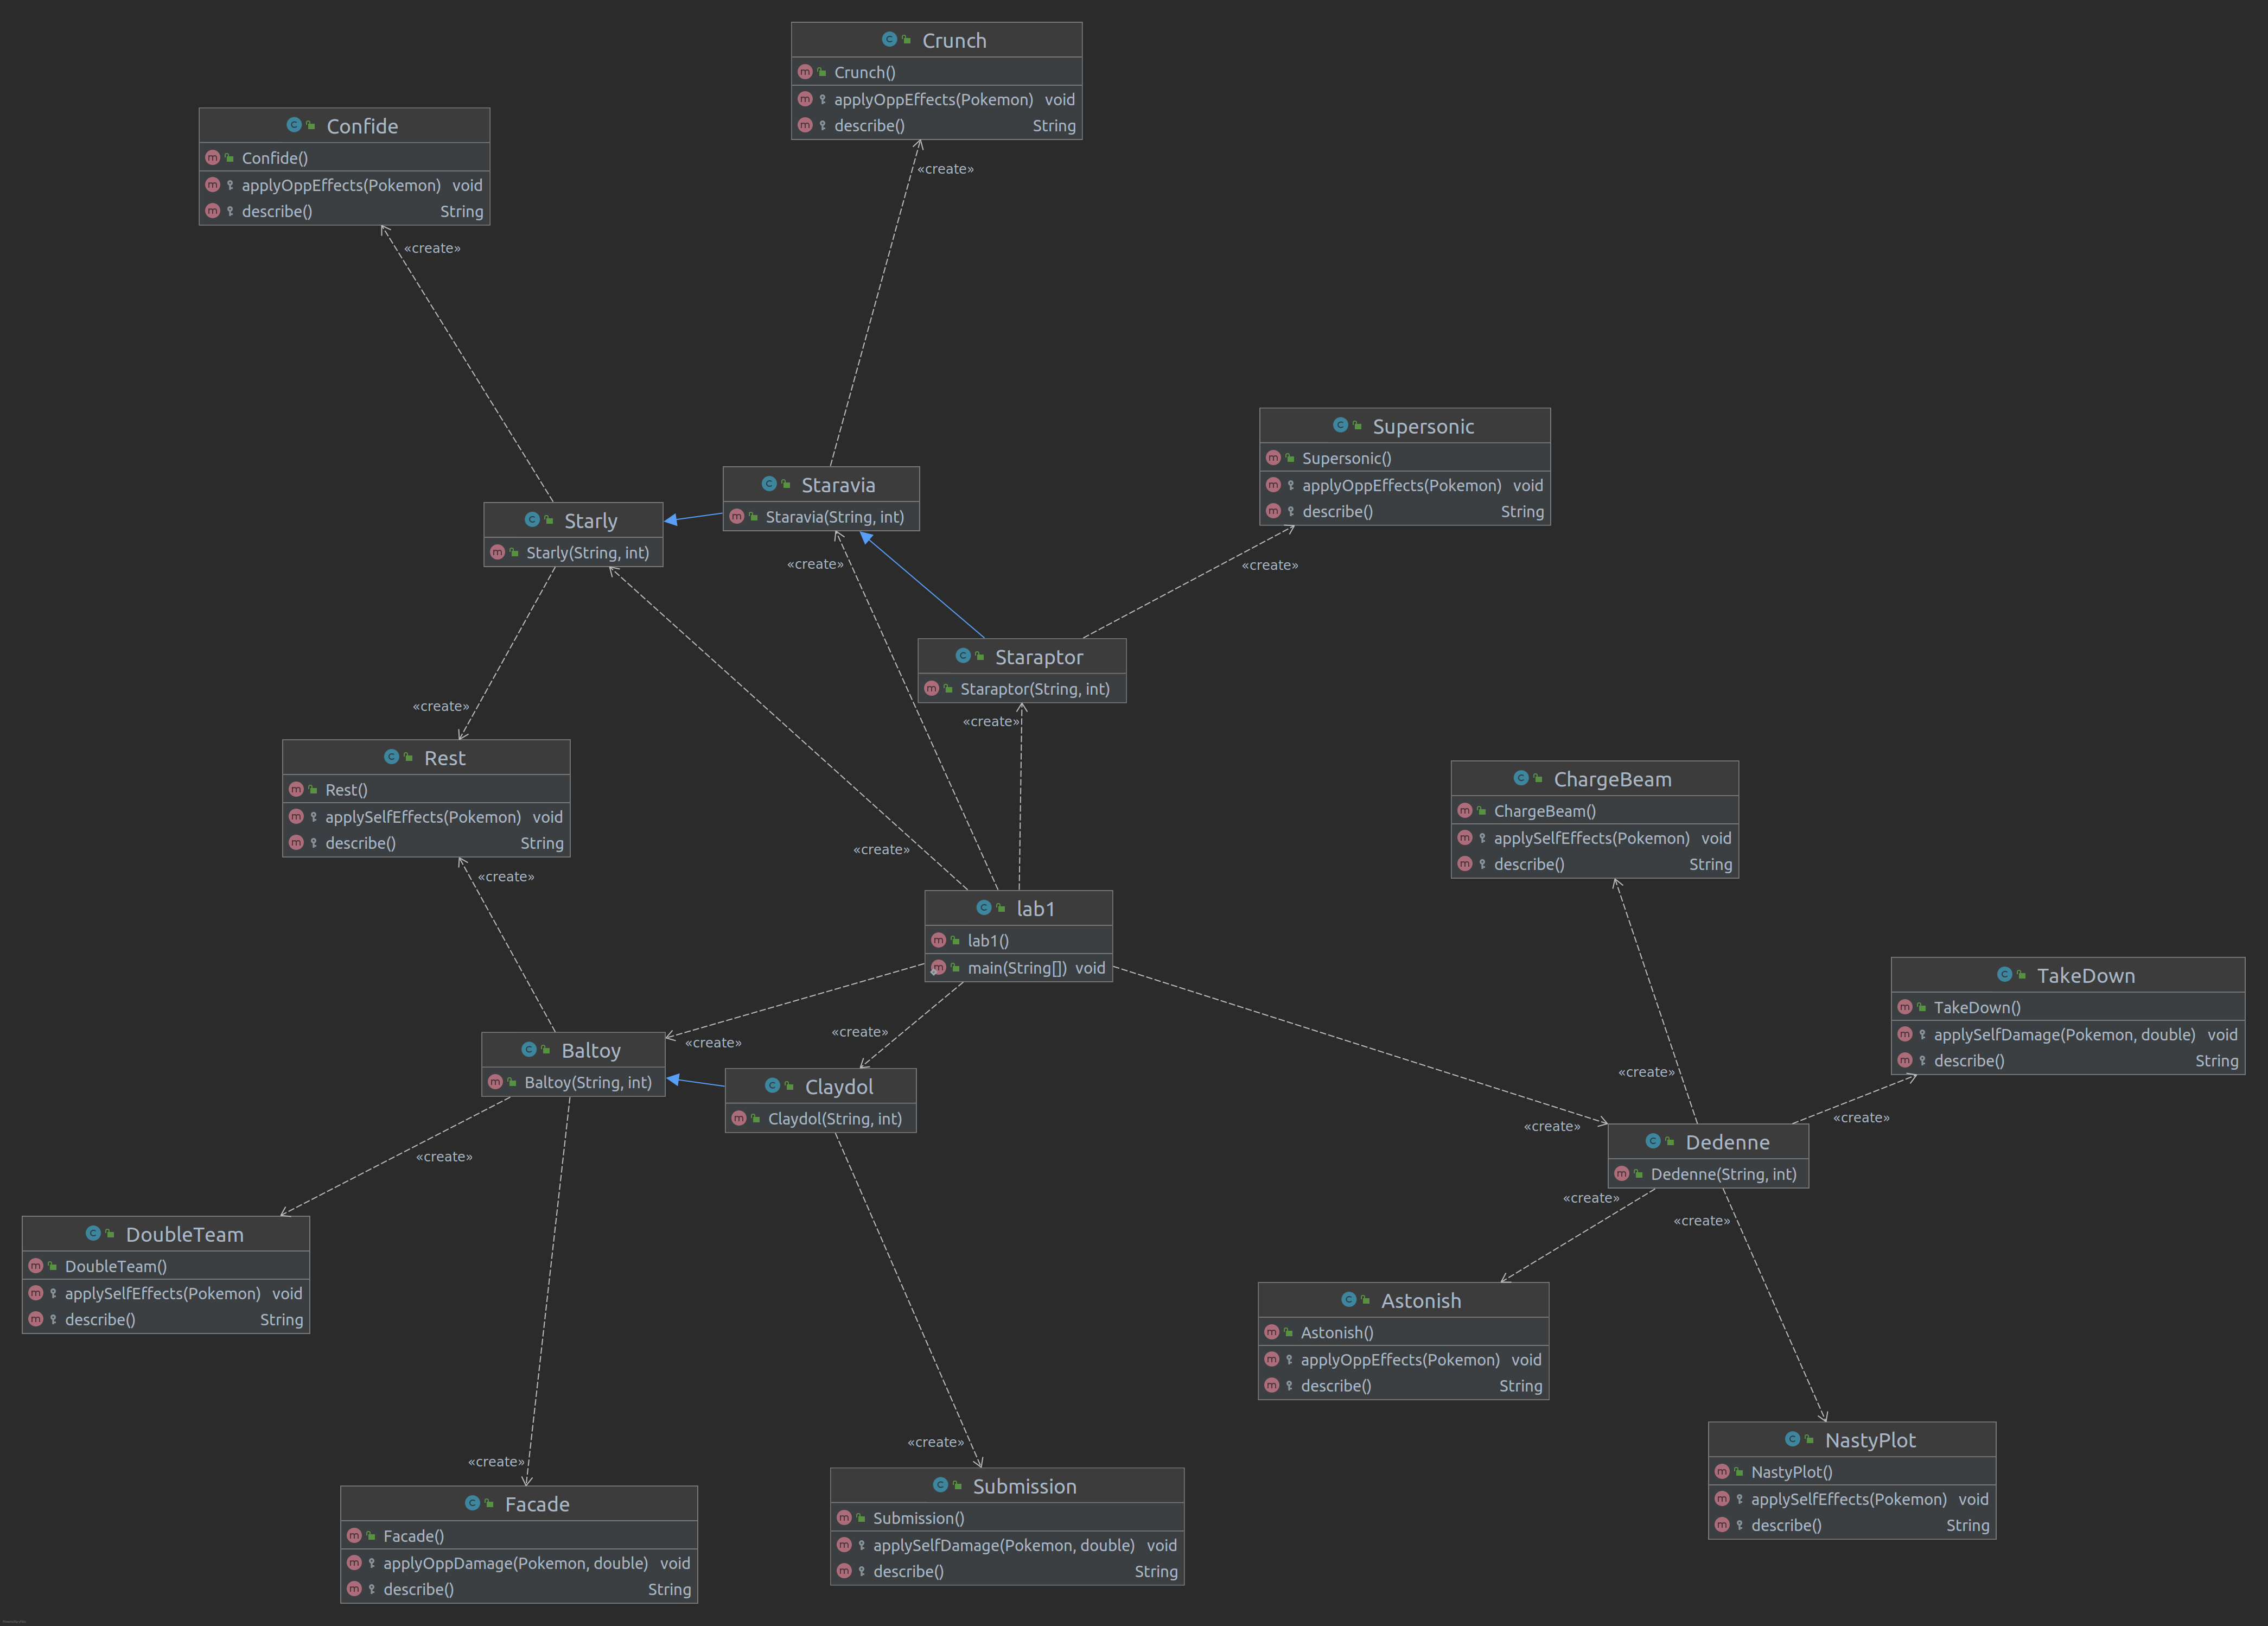 Crunch
Crunch()
applyOppEffects(Pokemon) void
describe() String
«create»
Confide
Confide()
applyOppEffects(Pokemon) void
describe() String
«create»
Supersonic
Supersonic()
applyOppEffects(Pokemon) void
describe() String
«create»
Staravia
Staravia(String, int)
«create»
Starly
Starly(String, int)
Staraptor
Staraptor(String, int)
«create»
«create»
Rest
Rest()
applySelfEffects(Pokemon) void
describe() String
«create»
«create»
ChargeBeam
ChargeBeam()
applySelfEffects(Pokemon) void
describe() String
lab1
lab1()
main(String[]) void
TakeDown
TakeDown()
applySelfDamage(Pokemon, double) void
describe() String
«create»
«create»
«create»
«create»
«create»
Baltoy
Baltoy(String, int)
Claydol
Claydol(String, int)
Dedenne
Dedenne(String, int)
«create»
«create»
«create»
«create»
DoubleTeam
DoubleTeam()
applySelfEffects(Pokemon) void
describe() String
Astonish
Astonish()
applyOppEffects(Pokemon) void
describe() String
NastyPlot
NastyPlot()
applySelfEffects(Pokemon) void
describe() String
«create»
«create»
Submission
Submission()
applySelfDamage(Pokemon, double) void
describe() String
Facade
Facade()
applyOppDamage(Pokemon, double) void
describe() String